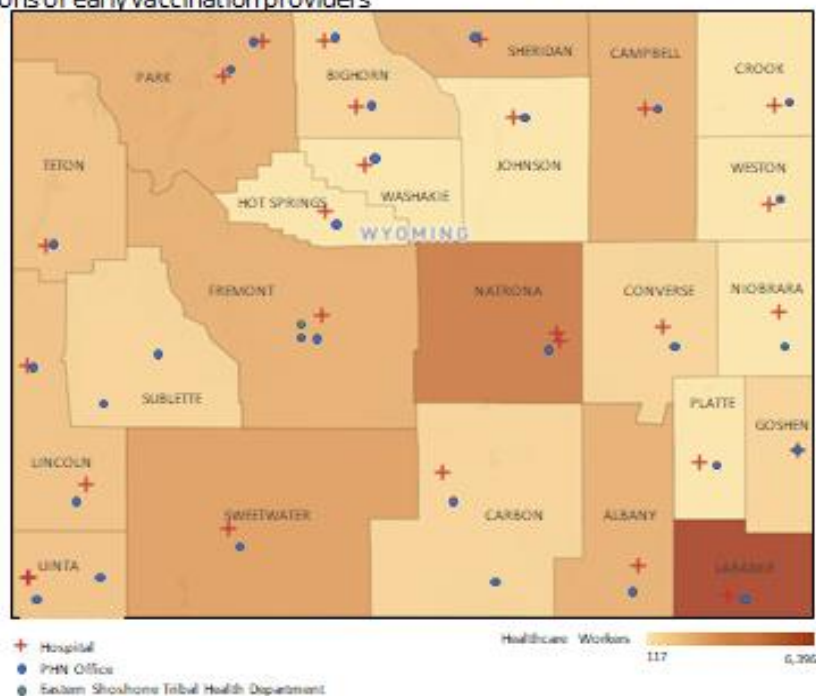 ons of early vaccination providers
PARK
BIGHORN
SHERIDAN
CAMPBELL
CROOK
TETON
JOHNSON
WESTON
HOT SPRINGS
WASHAKIE
WYOMING
FREMONT
NATRONA
CONVERSE
NIOBRARA
SUBLETTE
PLATTE
GOSHEN
LINCOLN
SWEETWATER
CARBON
ALBANY
UINTA
LARAMIE
Hospital
PHN Office
Eastern Shoshone Tribal Health Department
Healthcare Workers
117
6,396